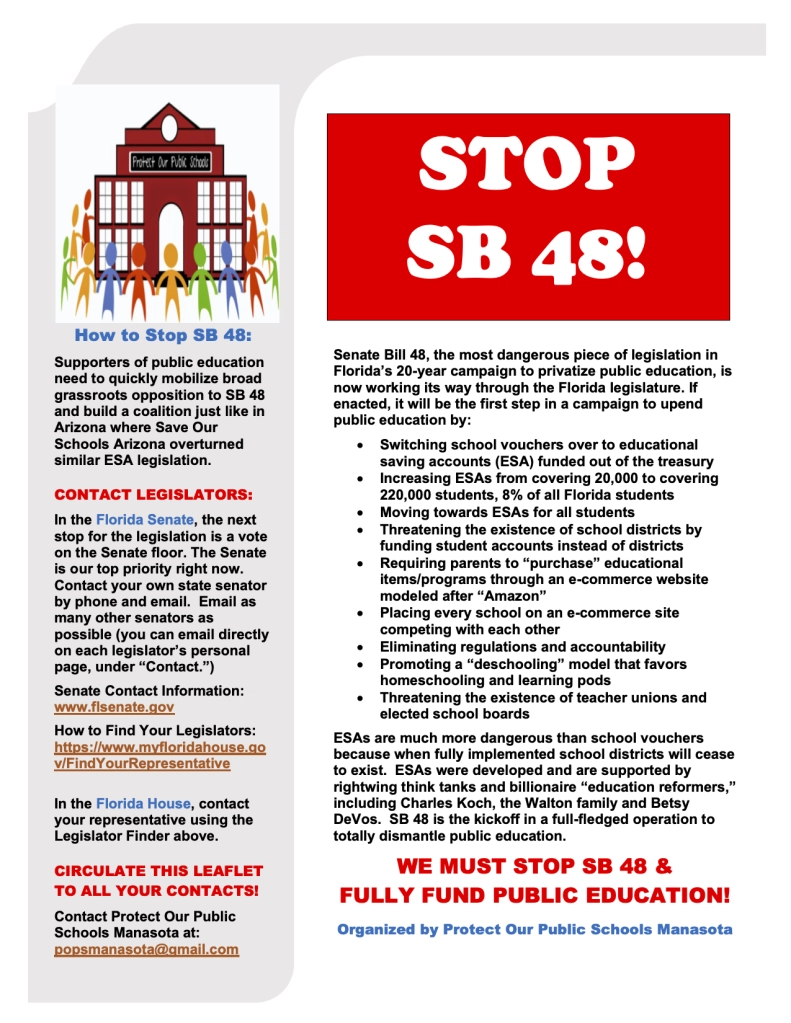 Protect Our Public Schools
How to Stop SB 48:
Supporters of public education
need to quickly mobilize broad
grassroots opposition to SB 48
and build a coalition just like in
Arizona where Save Our
Schools Arizona overturned
similar ESA legislation.
CONTACT LEGISLATORS:
In the Florida Senate, the next
stop for the legislation is a vote
on the Senate floor. The Senate
is our top priority right now.
Contact your own state senator
by phone and email.  Email as
many other senators as
possible (you can email directly
on each legislator's personal
page, under “Contact.”)
Senate Contact Information:
www.flsenate.gov
How to Find Your Legislators:
https://www.myfloridahouse.go
v/FindYourRepresentative
In the Florida House, contact
your representative using the
Legislator Finder above.
CIRCULATE THIS LEAFLET
TO ALL YOUR CONTACTS!
Contact Protect Our Public
Schools Manasota at:
popsmanasota@gmail.com
STOP
SB 48!
Senate Bill 48, the most dangerous piece of legislation in
Florida's 20-year campaign to privatize public education, is
now working its way through the Florida legislature. If
enacted, it will be the first step in a campaign to upend
public education by:
• Switching school vouchers over to educational
saving accounts (ESA) funded out of the treasury
• Increasing ESAs from covering 20,000 to covering
220,000 students, 8% of all Florida students
• Moving towards ESAs for all students
• Threatening the existence of school districts by
funding student accounts instead of districts
• Requiring parents to “purchase” educational
items/programs through an e-commerce website
modeled after “Amazon”
• Placing every school on an e-commerce site
competing with each other
• Eliminating regulations and accountability
• Promoting a “deschooling” model that favors
homeschooling and learning pods
• Threatening the existence of teacher unions and
elected school boards
ESAs are much more dangerous than school vouchers
because when fully implemented school districts will cease
to exist.  ESAs were developed and are supported by
rightwing think tanks and billionaire “education reformers,”
including Charles Koch, the Walton family and Betsy
DeVos.  SB 48 is the kickoff in a full-fledged operation to
totally dismantle public education.
WE MUST STOP SB 48 &
FULLY FUND PUBLIC EDUCATION!
Organized by Protect Our Public Schools Manasota